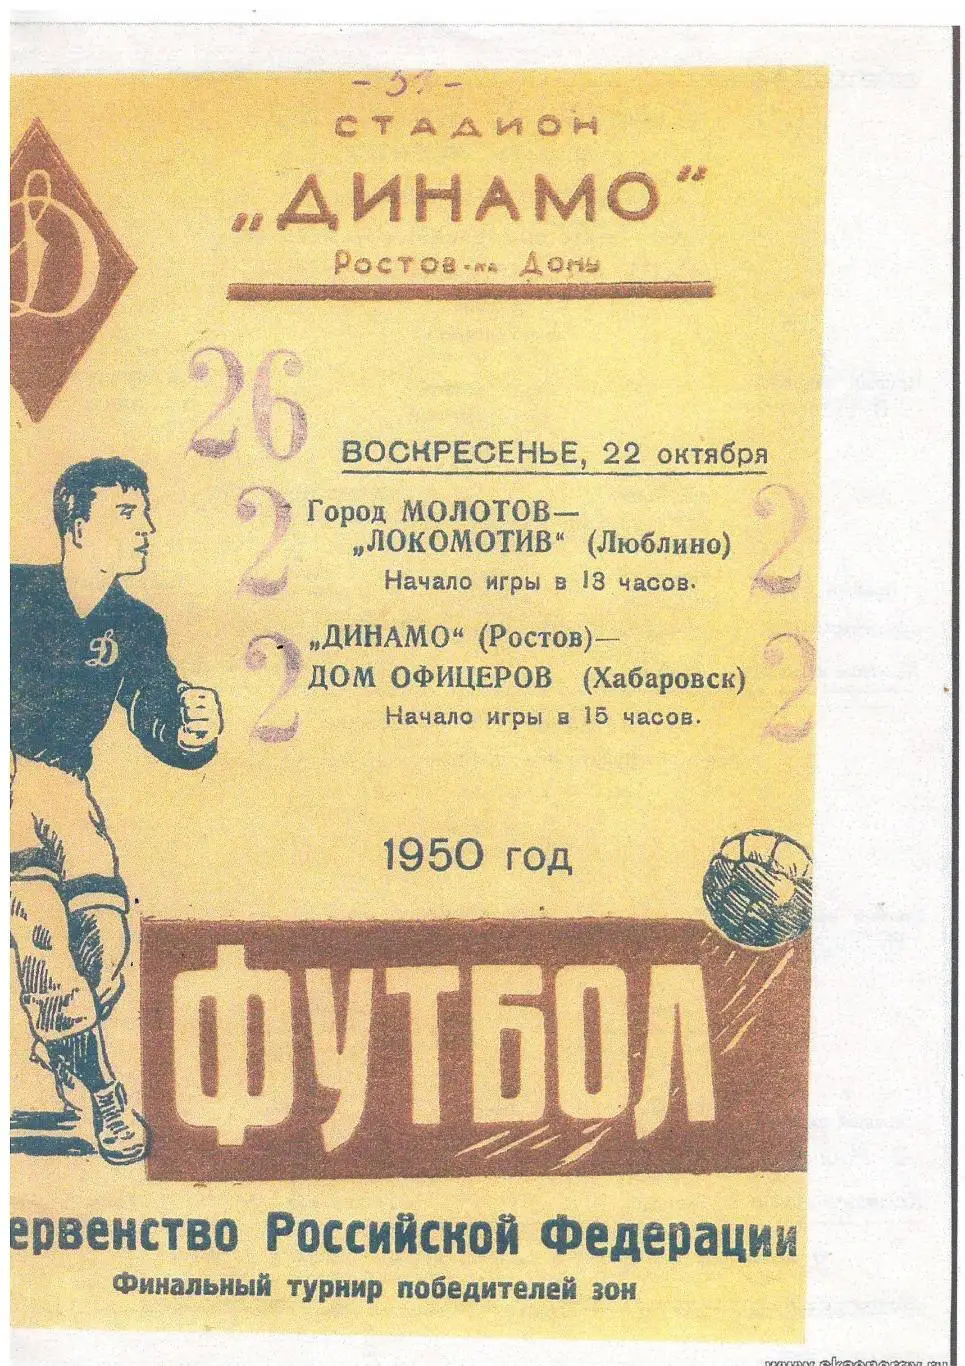 - 51 -
СТАДИОН
„ДИНАМО“
Ростов-на Дону
26
ВОСКРЕСЕНЬЕ, 22 октября
2 Город МОЛОТОВ— 2
„ЛОКОМОТИВ“ (Люблино)
Начало игры в 13 часов.
„ДИНАМО“ (Ростов)—
2 ДОМ ОФИЦЕРОВ (Хабаровск) 2
Начало игры в 15 часов.
Д
1950 год
ФУТБОЛ
ервенство Российской Федерации
Финальный турнир победителей зон